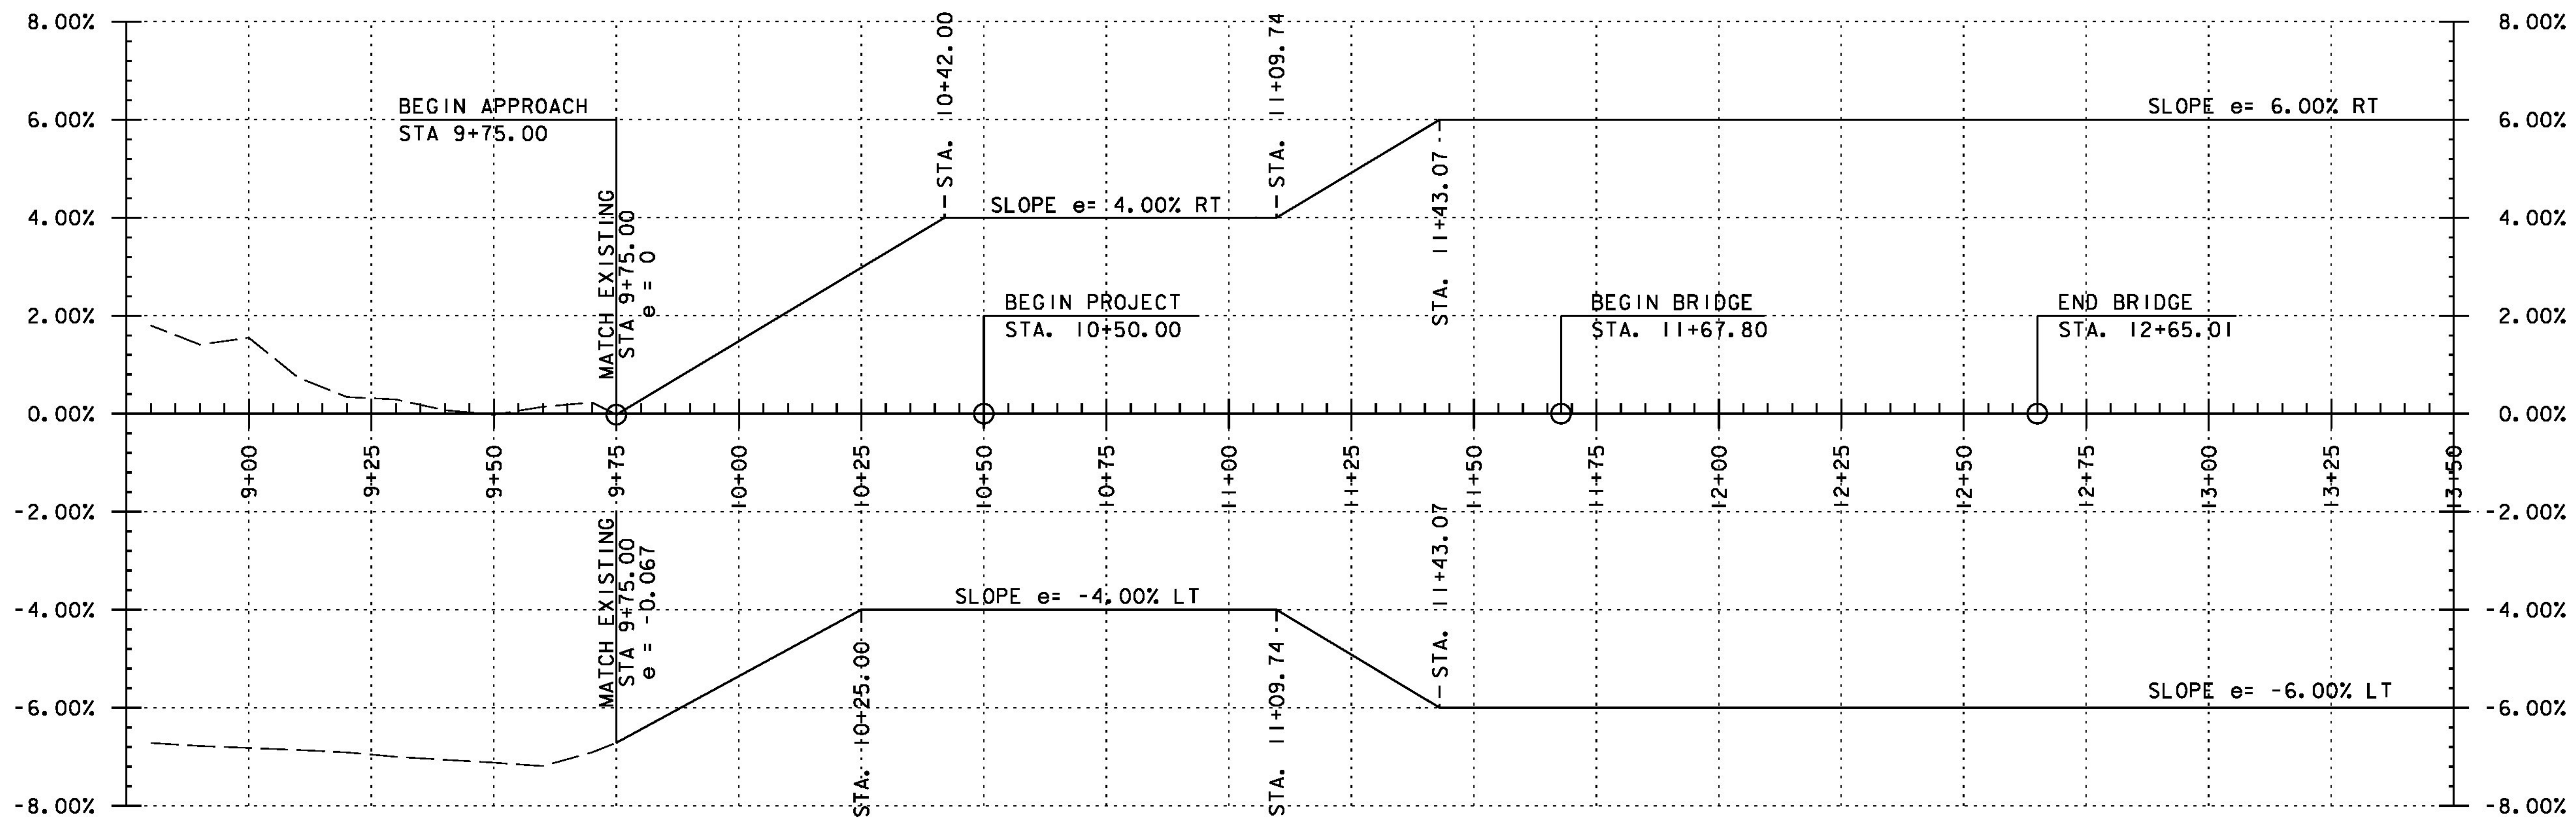 8.00%
6.00%
4.00%
2.00%
0.00%
-2.00%
-4.00%
-6.00%
-8.00%
BEGIN APPROACH
STA 9+75.00
MATCH EXISTING
STA 9+75.00
e = 0
STA. 10+42.00
SLOPE e= 4.00% RT
STA. 11+09.74
STA. 11+43.07
SLOPE e= 6.00% RT
BEGIN PROJECT
STA. 10+50.00
BEGIN BRIDGE
STA. 11+67.80
END BRIDGE
STA. 12+65.01
9+00
9+25
9+50
9+75
10+00
10+25
10+50
10+75
11+00
11+25
11+50
11+75
12+00
12+25
12+50
12+75
13+00
13+25
13+50
MATCH EXISTING
STA 9+75.00
e = -0.067
STA. 10+25.00
SLOPE e= -4.00% LT
STA. 11+09.74
STA. 11+43.07
SLOPE e= -6.00% LT
8.00%
6.00%
4.00%
2.00%
0.00%
-2.00%
-4.00%
-6.00%
-8.00%